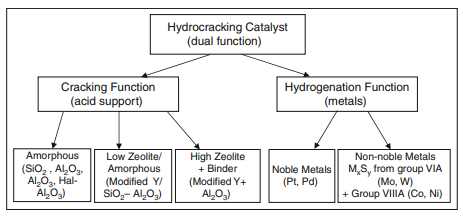 Hydrocracking Catalyst
(dual function)
Cracking Function
(acid support)
Hydrogenation Function
(metals)
Amorphous
(SiO₂ , Al₂O₃,
Al₂O₃, Hal-
Al₂O₃)
Low Zeolite/
Amorphous
(Modified Y/
SiO₂– Al₂O₃)
High Zeolite
+ Binder
(Modified Y+
Al₂O₃)
Noble Metals
(Pt, Pd)
Non-noble Metals
MₓSᵧ from group VIA
(Mo, W)
+ Group VIIIA (Co, Ni)